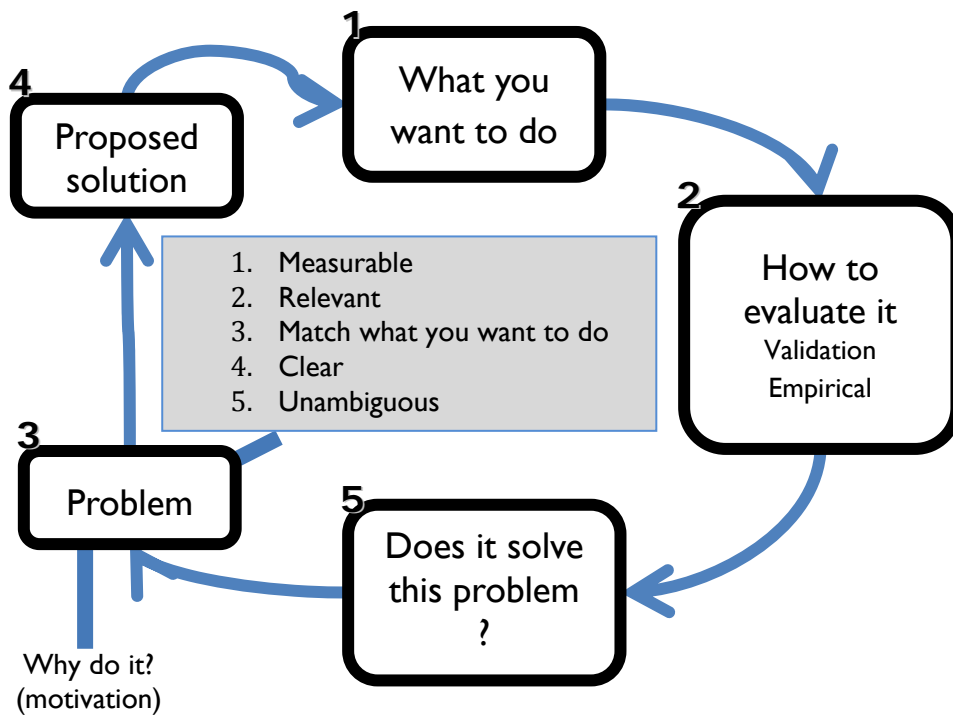 1
What you
want to do
2
How to
evaluate it
Validation
Empirical
3
Problem
Why do it?
(motivation)
4
Proposed
solution
5
Does it solve
this problem
?
1. Measurable
2. Relevant
3. Match what you want to do
4. Clear
5. Unambiguous